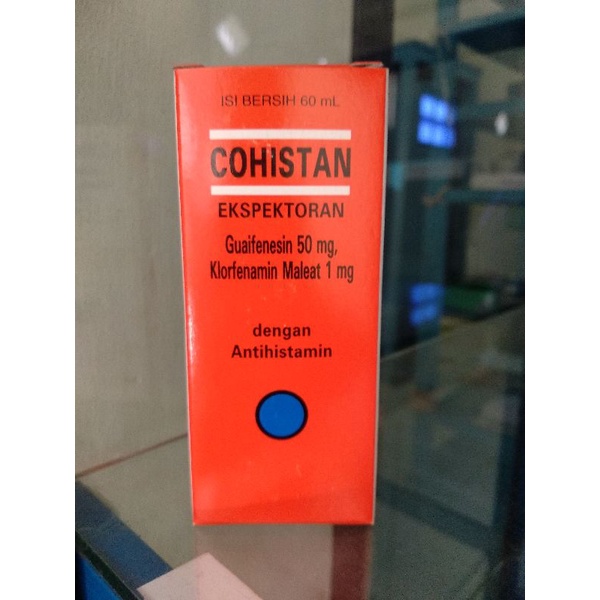 ISI BERSIH 60 mL
COHISTAN
EKSPEKTORAN
Guaifenesin 50 mg,
Klorfenamin Maleat 1 mg
dengan
Antihistamin